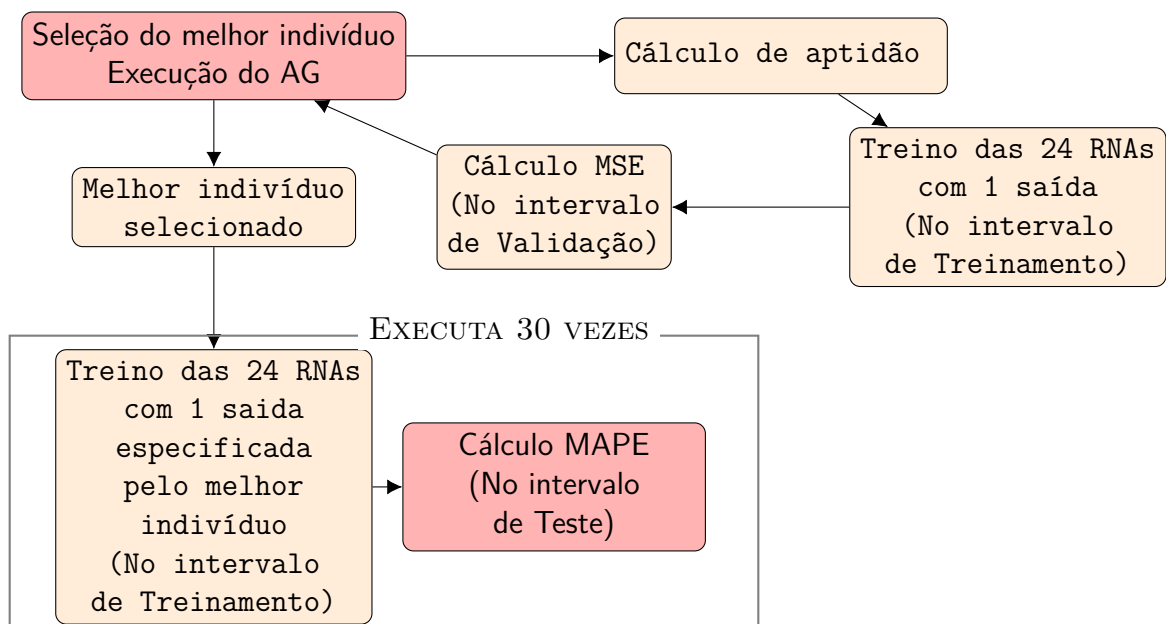 Seleção do melhor indivíduo
Execução do AG
Cálculo de aptidão
Treino das 24 RNAs
com 1 saída
(No intervalo
de Treinamento)
Cálculo MSE
(No intervalo
de Validação)
Melhor indivíduo
selecionado
Executa 30 vezes
Treino das 24 RNAs
com 1 saida
especificada
pelo melhor
indivíduo
(No intervalo
de Treinamento)
Cálculo MAPE
(No intervalo
de Teste)